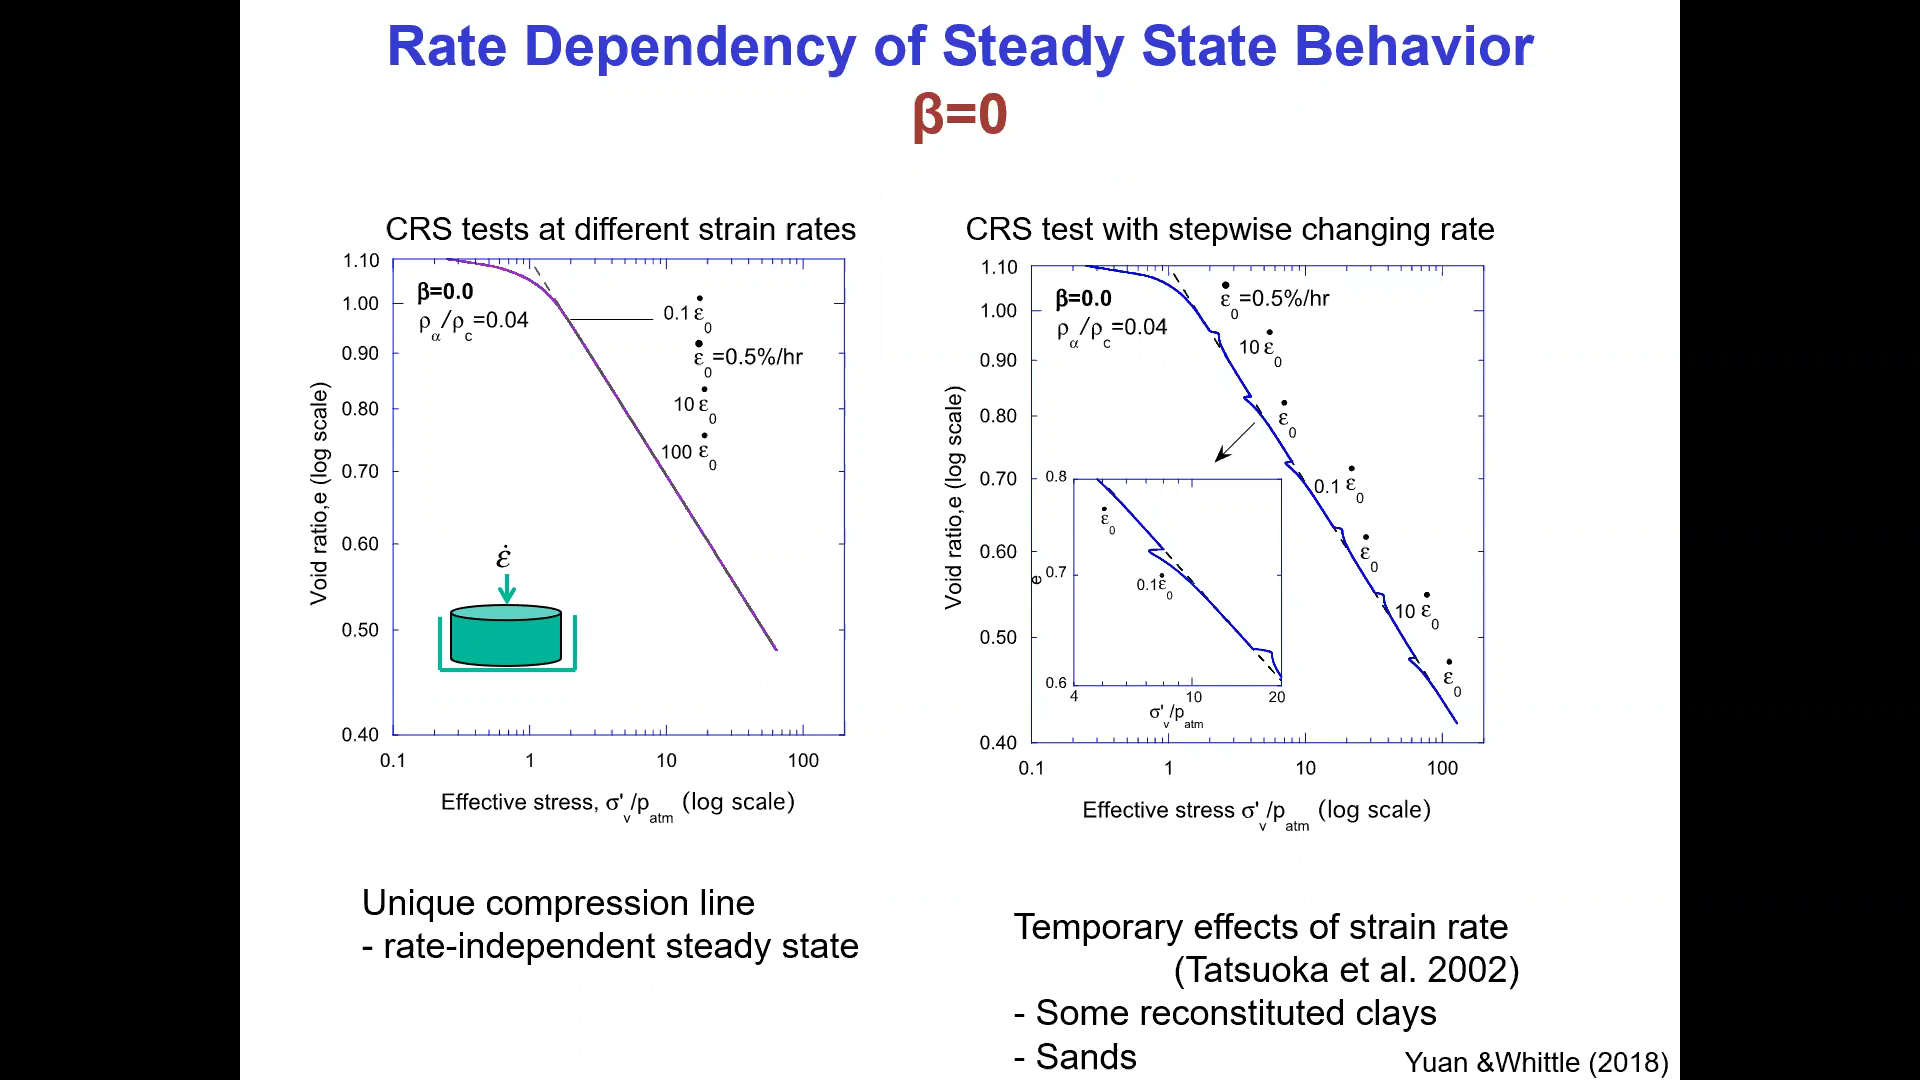 Rate Dependency of Steady State Behavior
β=0
CRS tests at different strain rates
1.10
1.00
0.90
0.80
0.70
0.60
0.50
0.40
Void ratio,e (log scale)
β=0.0
ρα/ρc=0.04
0.1 ε̇0
ε̇0=0.5%/hr
10 ε̇0
100 ε̇0
ε̇
0.1 1 10 100
Effective stress, σ'v/patm (log scale)
Unique compression line
- rate-independent steady state
CRS test with stepwise changing rate
1.10
1.00
0.90
0.80
0.70
0.60
0.50
0.40
Void ratio,e (log scale)
β=0.0
ρα/ρc=0.04
ε̇0=0.5%/hr
10 ε̇0
ε̇0
0.1 ε̇0
ε̇0
10 ε̇0
ε̇0
0.8
0.7
0.6
e
ε̇0
0.1ε̇0
4 10 20
σ'v/patm
0.1 1 10 100
Effective stress σ'v/patm (log scale)
Temporary effects of strain rate
(Tatsuoka et al. 2002)
- Some reconstituted clays
- Sands
Yuan &Whittle (2018)